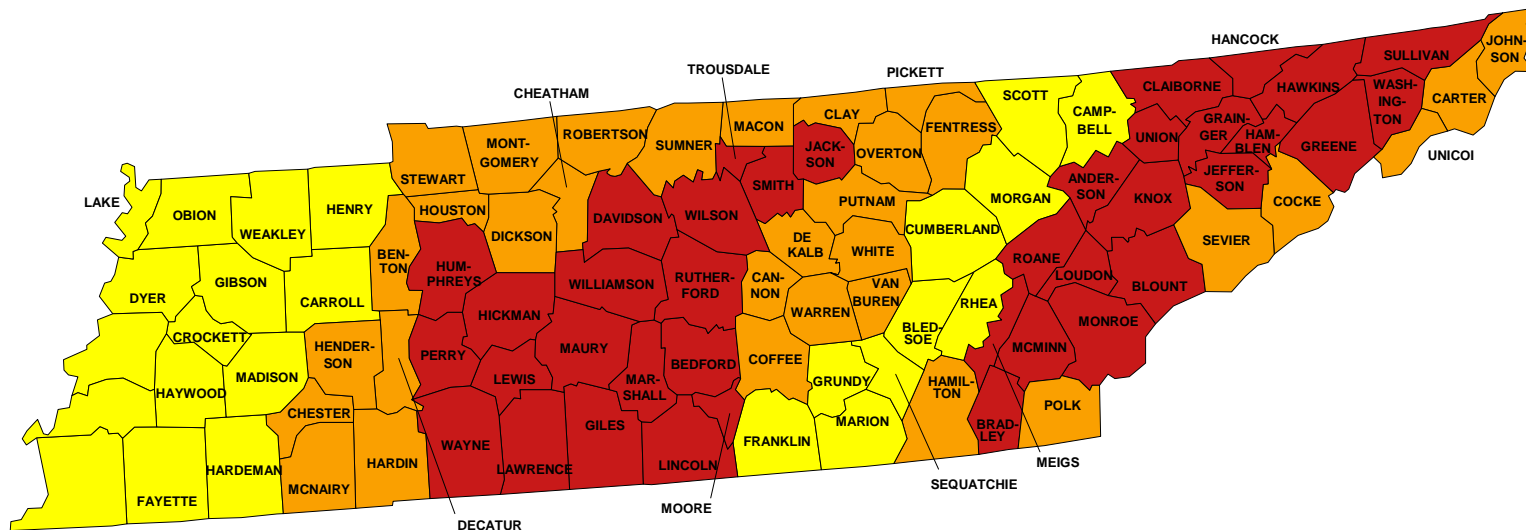 JOHN-
SON
HANCOCK
SULLIVAN
TROUSDALE
PICKETT
SCOTT
CLAIBORNE
HAWKINS
WASH-
ING-
TON
CARTER
CHEATHAM
CAMP-
BELL
ROBERTSON
MACON
CLAY
FENTRESS
UNION
GRAIN-
GER
HAM-
BLEN
GREENE
UNICOI
MONT-
GOMERY
SUMNER
JACK-
SON
OVERTON
STEWART
SMITH
ANDER-
SON
JEFFER-
SON
LAKE
OBION
HENRY
HOUSTON
DAVIDSON
WILSON
PUTNAM
MORGAN
KNOX
COCKE
WEAKLEY
DICKSON
DE
KALB
WHITE
CUMBERLAND
SEVIER
BEN-
TON
HUM-
PHREYS
ROANE
DYER
GIBSON
CARROLL
WILLIAMSON
RUTHER-
FORD
CAN-
NON
VAN
BUREN
RHEA
LOUDON
BLOUNT
HICKMAN
WARREN
BLED-
SOE
MONROE
CROCKETT
HENDER-
SON
PERRY
MAURY
BEDFORD
COFFEE
MCMINN
HAYWOOD
MADISON
LEWIS
MAR-
SHALL
GRUNDY
HAMIL-
TON
POLK
CHESTER
GILES
MARION
BRAD-
LEY
WAYNE
FRANKLIN
HARDEMAN
HARDIN
LAWRENCE
LINCOLN
MEIGS
FAYETTE
MCNAIRY
SEQUATCHIE
DECATUR
MOORE